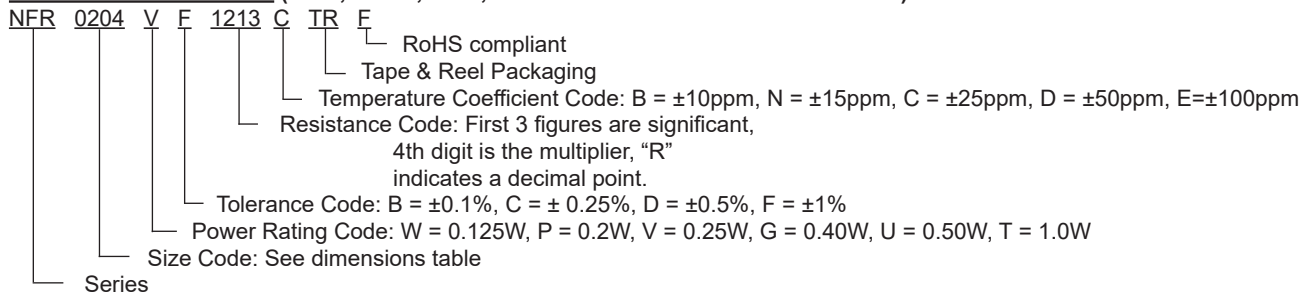 NFR 0204 V F 1213 C TR F
RoHS compliant
Tape & Reel Packaging
Temperature Coefficient Code: B = ±10ppm, N = ±15ppm, C = ±25ppm, D = ±50ppm, E=±100ppm
Resistance Code: First 3 figures are significant,
4th digit is the multiplier, “R”
indicates a decimal point.
Tolerance Code: B = ±0.1%, C = ± 0.25%, D = ±0.5%, F = ±1%
Power Rating Code: W = 0.125W, P = 0.2W, V = 0.25W, G = 0.40W, U = 0.50W, T = 1.0W
Size Code: See dimensions table
Series